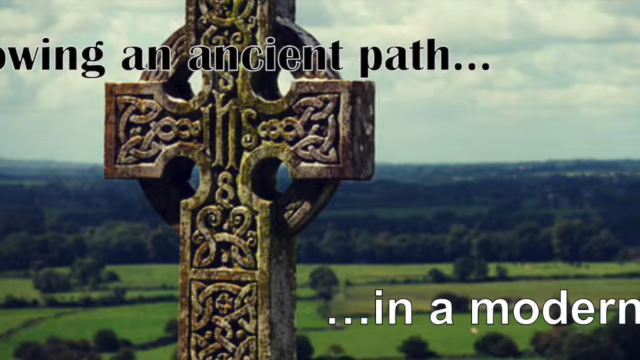 owing an ancient path...
...in a modern